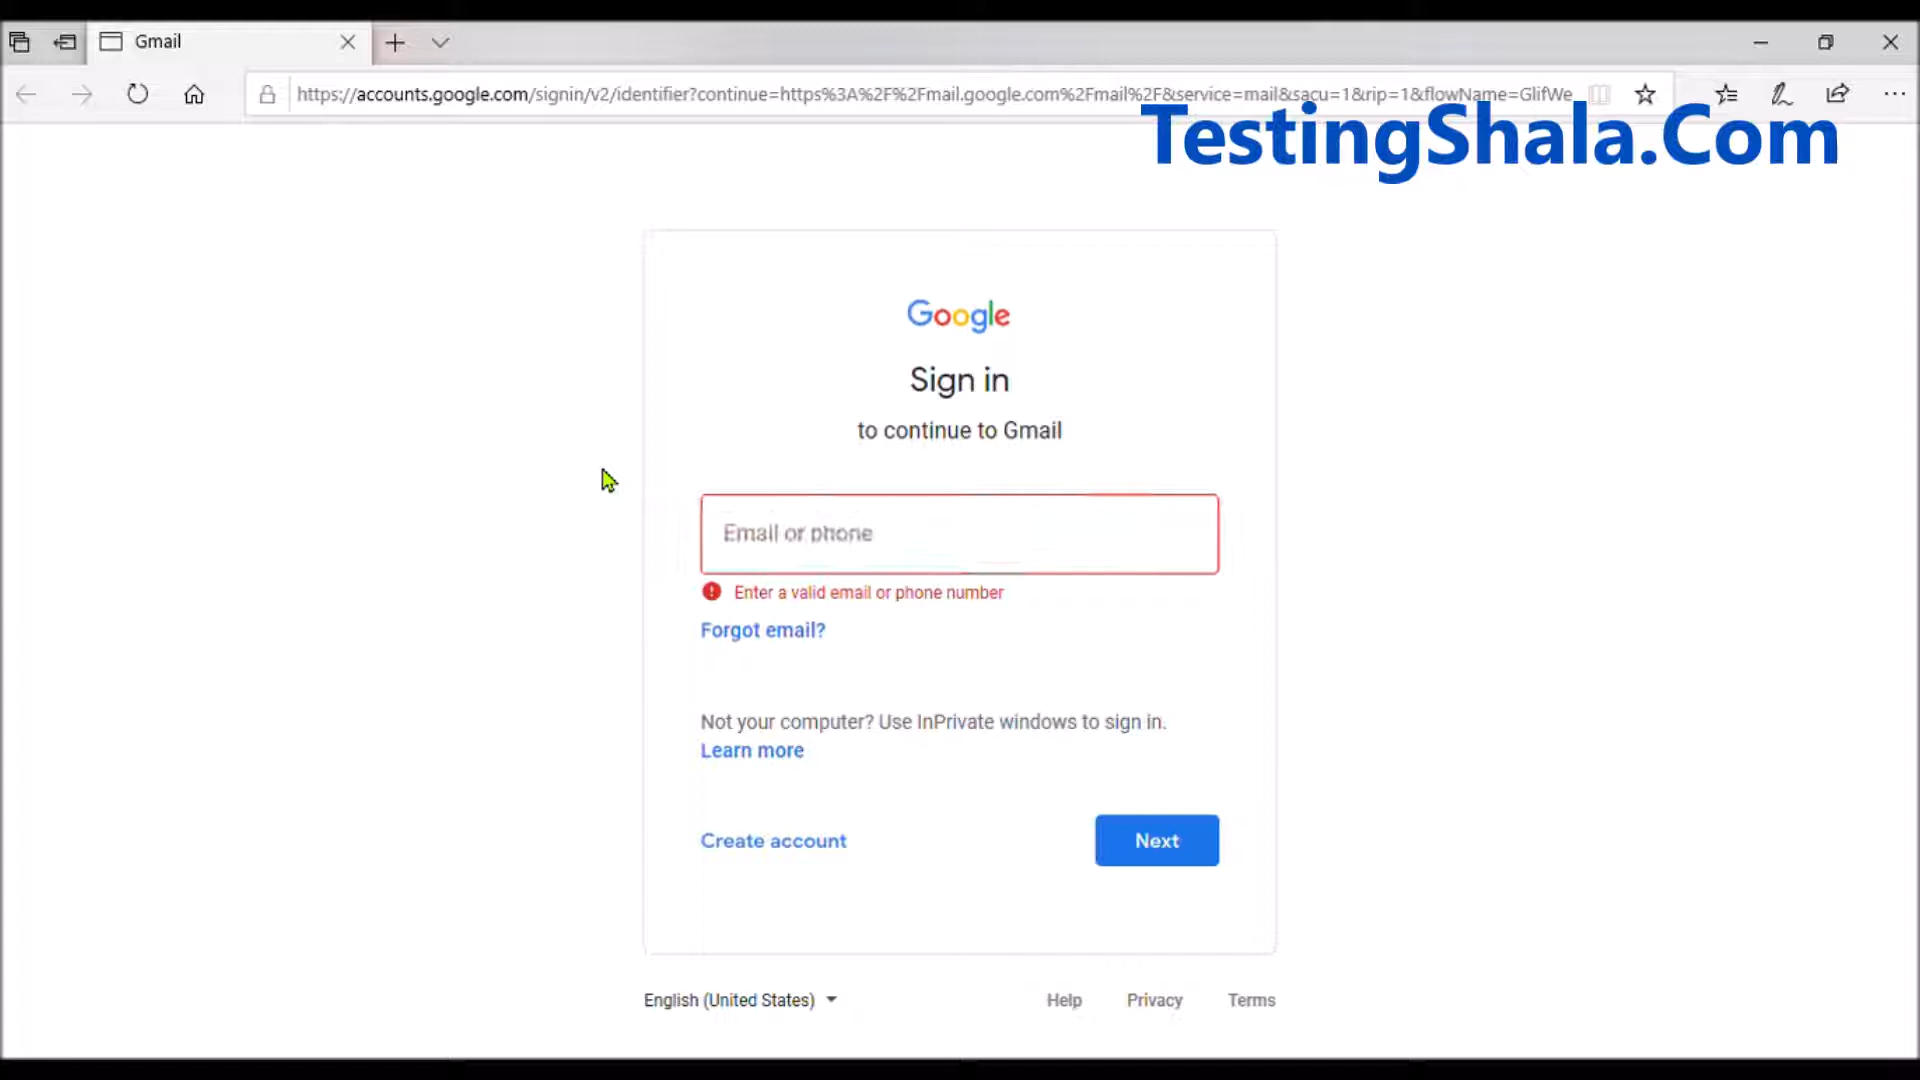 Gmail
https://accounts.google.com/signin/v2/identifier?continue=https%3A%2F%2Fmail.google.com%2Fmail%2F&service=mail&sacu=1&rip=1&flowName=GlifWe
TestingShala.Com
Google
Sign in
to continue to Gmail
Email or phone
Enter a valid email or phone number
Forgot email?
Not your computer? Use InPrivate windows to sign in.
Learn more
Create account
Next
English (United States)
Help
Privacy
Terms